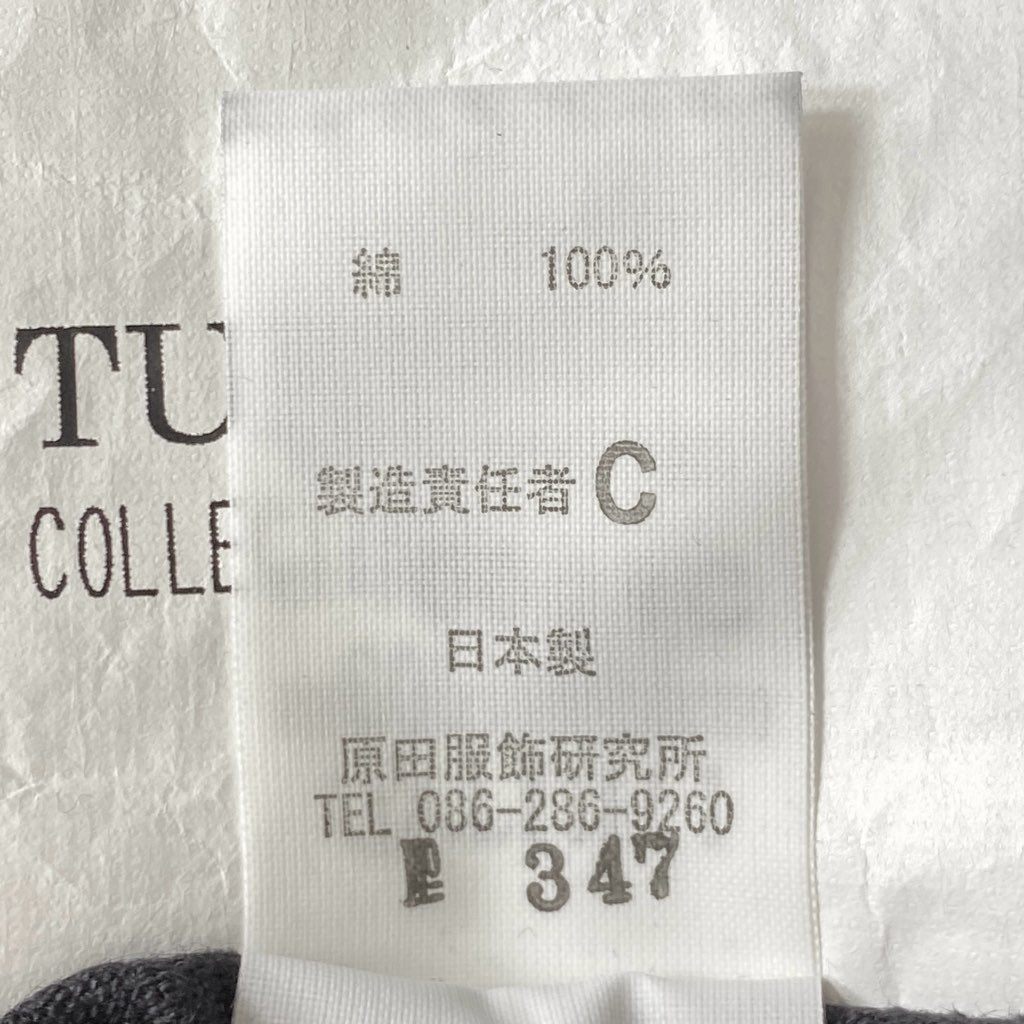 綿 100%
TU
COLLE
製造責任者 C
日本製
原田服飾研究所
TEL 086-286-9260
347